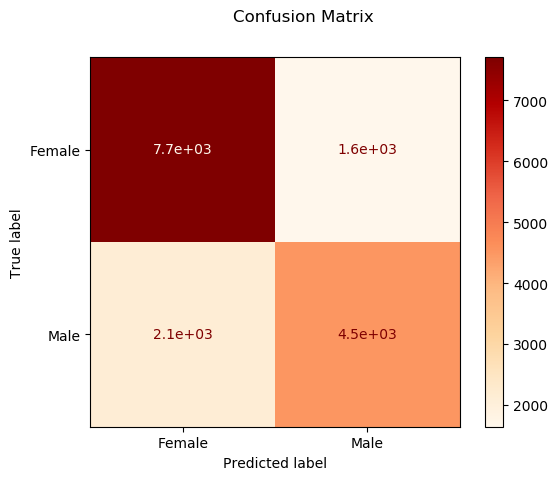 Confusion Matrix
Female
7.7e+03
1.6e+03
Male
2.1e+03
4.5e+03
True label
Female
Male
Predicted label
7000
6000
5000
4000
3000
2000